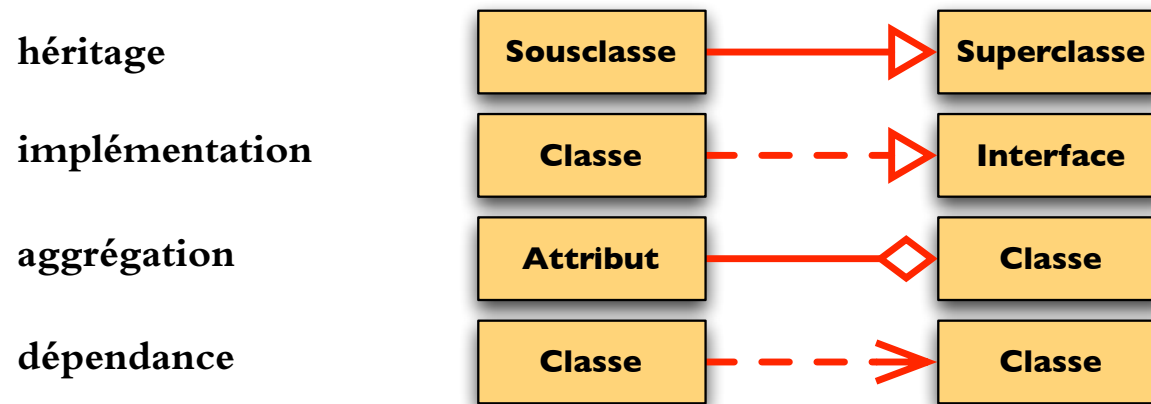 héritage Sousclasse Superclasse
implémentation Classe Interface
aggrégation Attribut Classe
dépendance Classe Classe